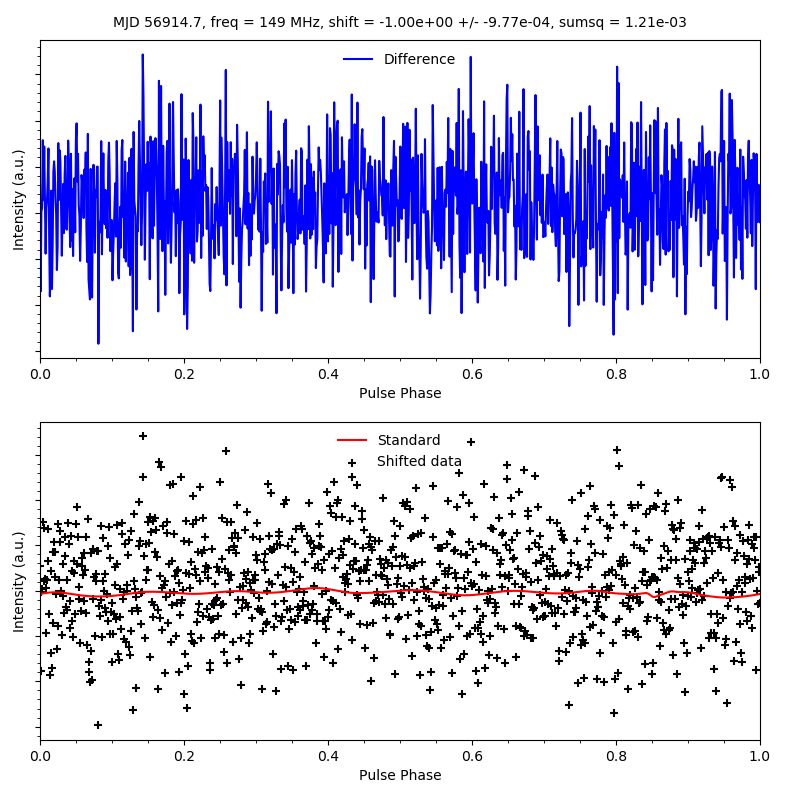 MJD 56914.7, freq = 149 MHz, shift = -1.00e+00 +/- -9.77e-04, sumsq = 1.21e-03
Difference
Intensity (a.u.)
0.0 0.2 0.4 0.6 0.8 1.0
Pulse Phase
Standard
Shifted data
Intensity (a.u.)
0.0 0.2 0.4 0.6 0.8 1.0
Pulse Phase